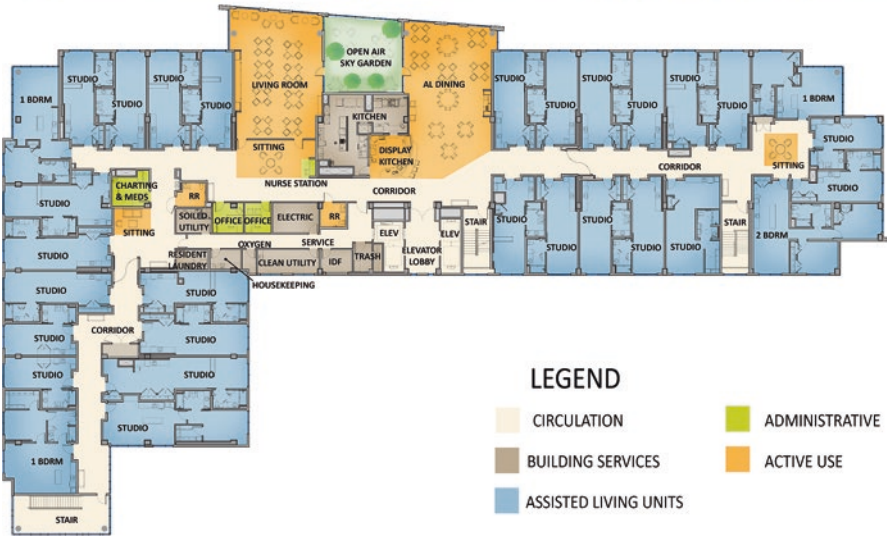 OPEN AIR
SKY GARDEN
LIVING ROOM
AL DINING
STUDIO
STUDIO
STUDIO
STUDIO
1 BDRM
KITCHEN
DISPLAY
KITCHEN
SITTING
NURSE STATION
CORRIDOR
STUDIO
STUDIO
STUDIO
STUDIO
STUDIO
STUDIO
1 BDRM
STUDIO
STUDIO
SITTING
CORRIDOR
CHARTING
& MEDS
RR
SITTING
SOILED
UTILITY
OFFICE
OFFICE
ELECTRIC
RR
OXYGEN
SERVICE
RESIDENT
LAUNDRY
CLEAN UTILITY
IDF
TRASH
HOUSEKEEPING
ELEV
ELEVATOR
LOBBY
ELEV
STAIR
STUDIO
STUDIO
STUDIO
STUDIO
STUDIO
STAIR
2 BDRM
STUDIO
STUDIO
STUDIO
STUDIO
STUDIO
1 BDRM
CORRIDOR
STUDIO
STUDIO
STUDIO
STUDIO
STAIR
LEGEND
CIRCULATION
BUILDING SERVICES
ASSISTED LIVING UNITS
ADMINISTRATIVE
ACTIVE USE